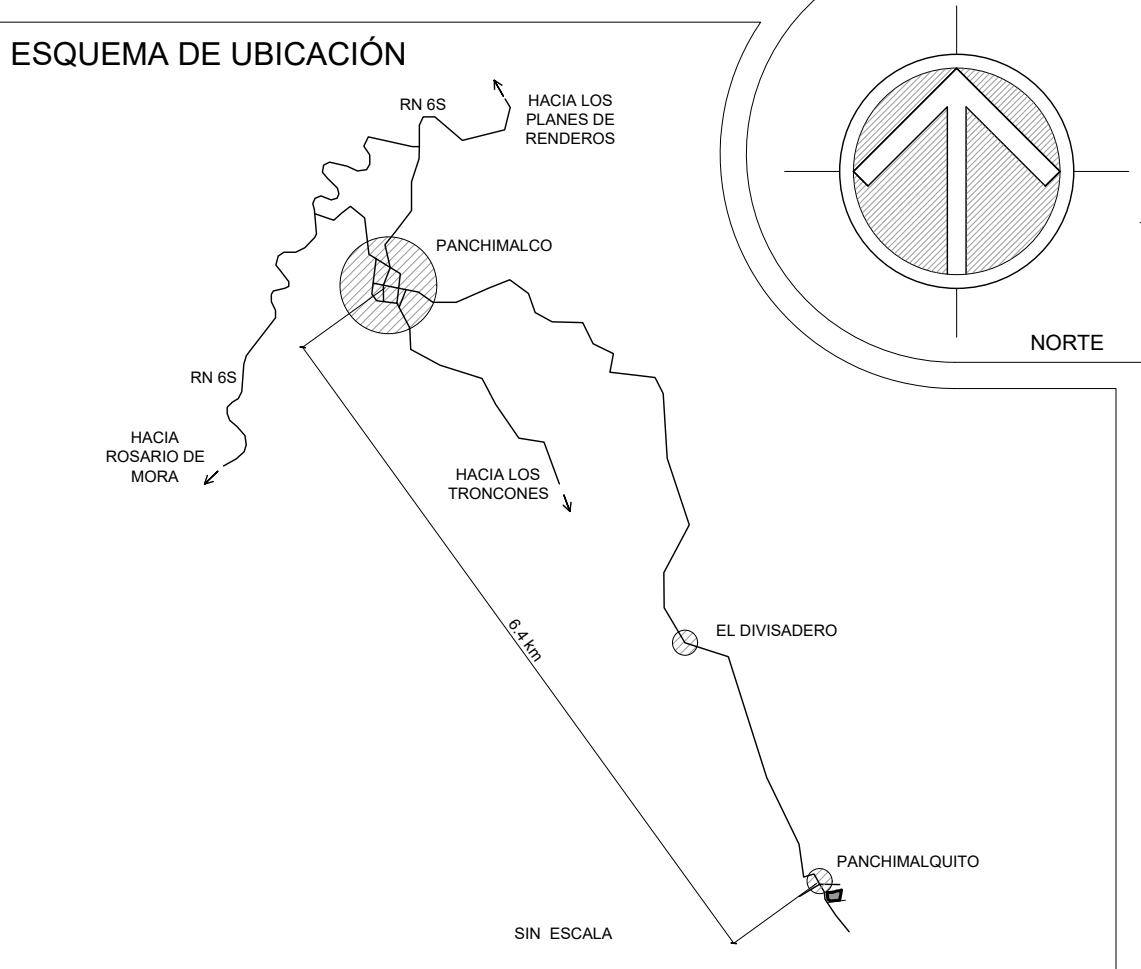 ESQUEMA DE UBICACIÓN
RN 6S
HACIA LOS
PLANES DE
RENDEROS
PANCHIMALCO
NORTE
RN 6S
HACIA
ROSARIO DE
MORA
HACIA LOS
TRONCONES
6.4 km
EL DIVISADERO
PANCHIMALQUITO
SIN ESCALA